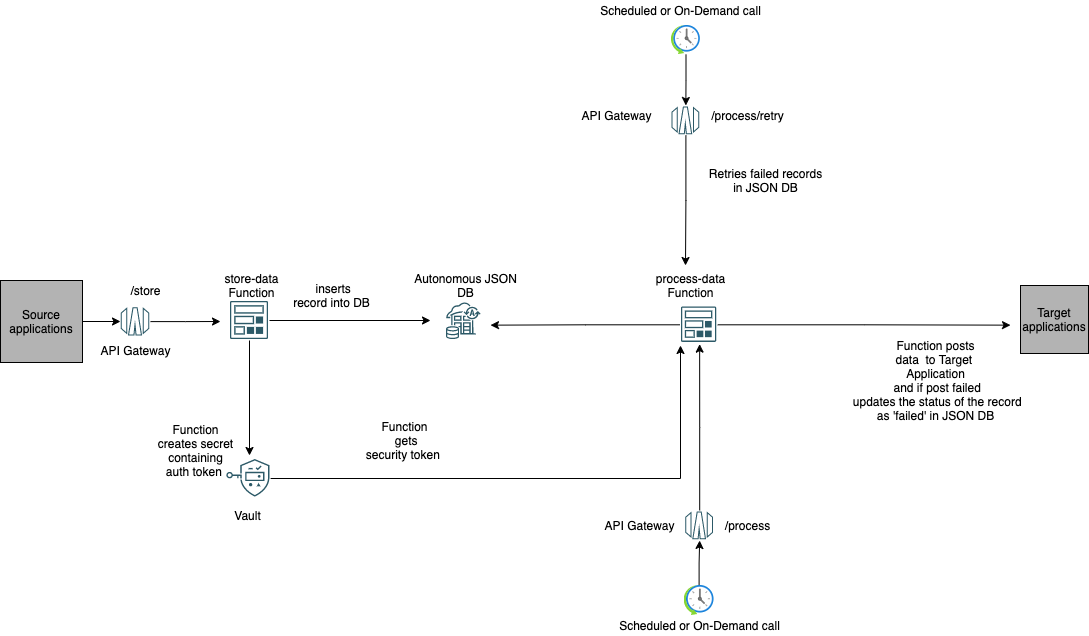 Scheduled or On-Demand call
API Gateway
/process/retry
Retries failed records
in JSON DB
Source
applications
/store
API Gateway
store-data
Function
inserts
record into DB
Autonomous JSON
DB
process-data
Function
Target
applications
Function posts
data to Target
Application
and if post failed
updates the status of the record
as 'failed' in JSON DB
Function
creates secret
containing
auth token
Vault
Function
gets
security token
API Gateway
/process
Scheduled or On-Demand call